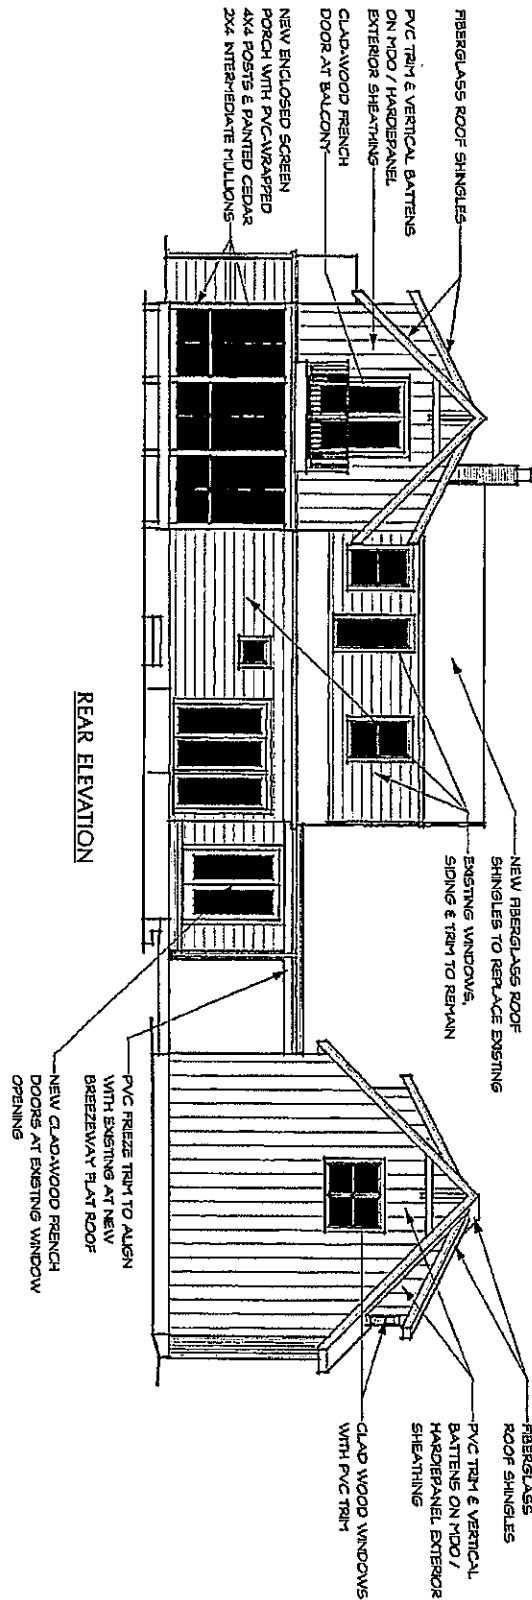 FIBERGLASS ROOF SHINGLES
PVC TRIM & VERTICAL BATTENS
ON MDO / HARDIEPANEL
EXTERIOR SHEATHING
CLAD-WOOD FRENCH
DOOR AT BALCONY
NEW ENCLOSED SCREEN
PORCH WITH PVC-WRAPPED
4X4 POSTS & PAINTED CEDAR
2X4 INTERMEDIATE MULLIONS
NEW FIBERGLASS ROOF
SHINGLES TO REPLACE EXISTING
EXISTING WINDOWS,
SIDING & TRIM TO REMAIN
FIBERGLASS
ROOF SHINGLES
PVC TRIM & VERTICAL
BATTENS ON MDO /
HARDIEPANEL EXTERIOR
SHEATHING
CLAD WOOD WINDOWS
WITH PVC TRIM
PVC FRIEZE TRIM TO ALIGN
WITH EXISTING AT NEW
BREEZEWAY FLAT ROOF
NEW CLAD-WOOD FRENCH
DOORS AT EXISTING WINDOW
OPENING
REAR ELEVATION